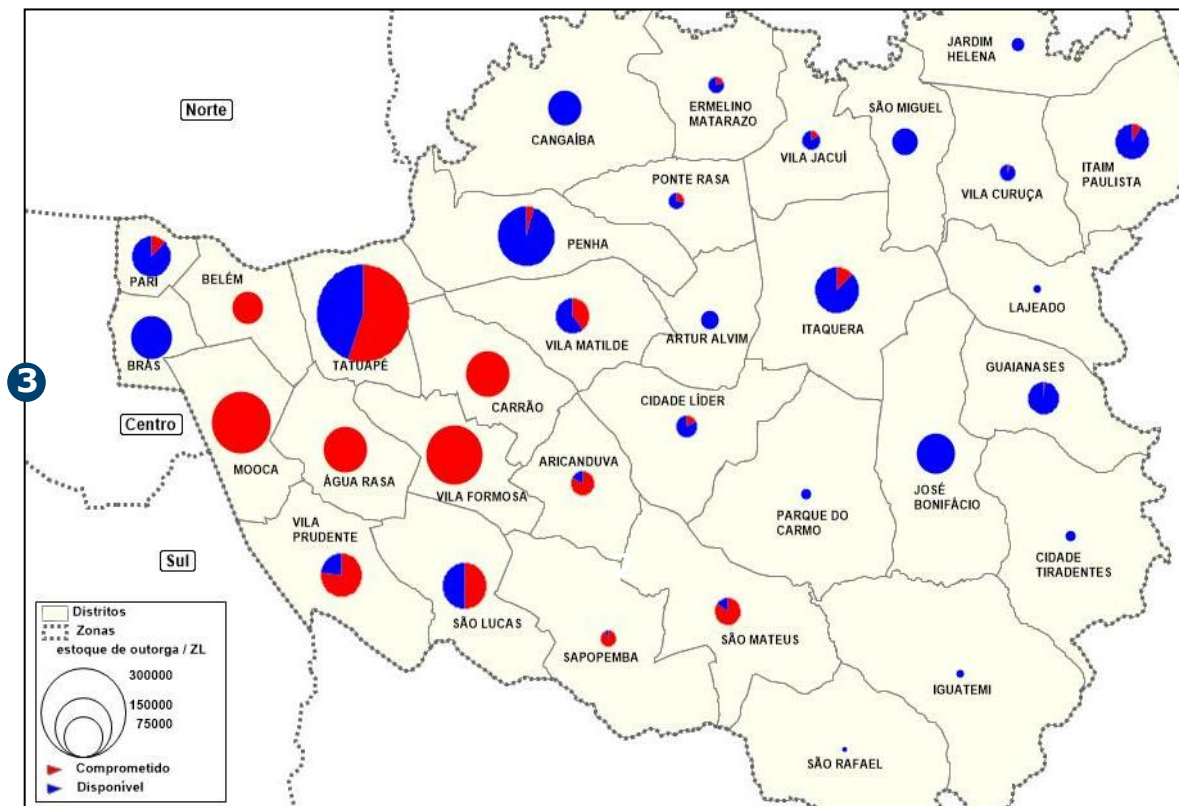 3
Norte
Centro
Sul
JARDIM
HELENA
ERMELINO
MATARAZO
SÃO MIGUEL
CANGAÍBA
VILA JACUÍ
ITAIM
PAULISTA
VILA CURUÇA
PONTE RASA
PENHA
PARI
BELÉM
LAJEADO
ITAQUERA
ARTUR ALVIM
VILA MATILDE
TATUAPÉ
BRÁS
GUAIANASES
CARRÃO
CIDADE LÍDER
MOOCA
ÁGUA RASA
VILA FORMOSA
ARICANDUVA
JOSÉ
BONIFÁCIO
PARQUE DO
CARMO
VILA
PRUDENTE
CIDADE
TIRADENTES
SÃO LUCAS
SÃO MATEUS
SAPOPEMBA
IGUATEMI
SÃO RAFAEL
Distritos
Zonas
estoque de outorga / ZL
300000
150000
75000
Comprometido
Disponível